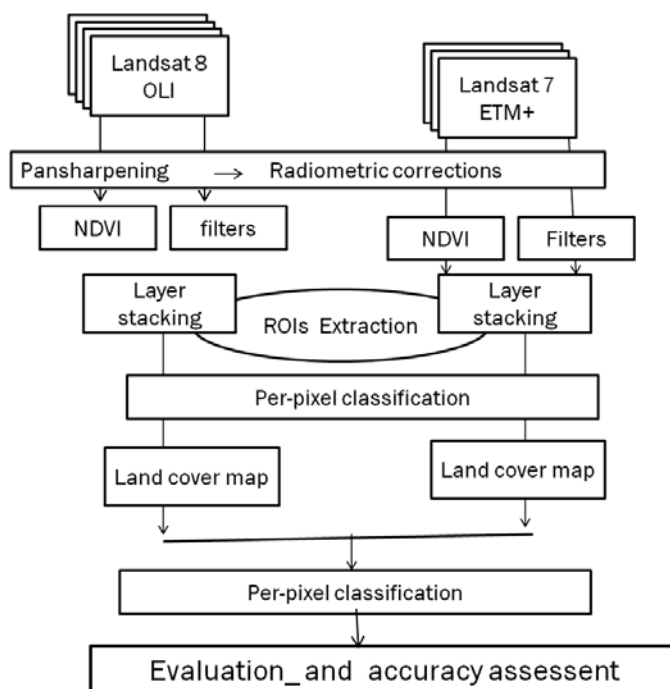 Landsat 8
OLI
Landsat 7
ETM+
Pansharpening → Radiometric corrections
NDVI
filters
NDVI
Filters
Layer
stacking
ROIs Extraction
Layer
stacking
Per-pixel classification
Land cover map
Land cover map
Per-pixel classification
Evaluation_ and accuracy assessent